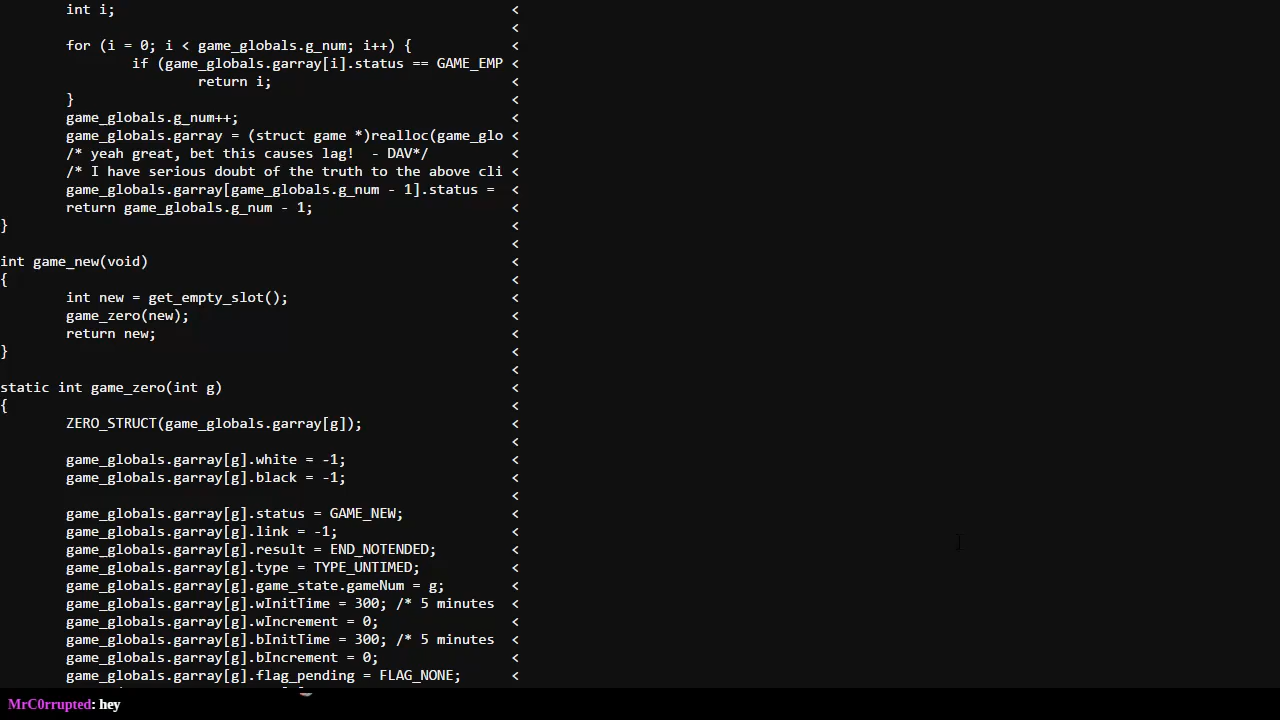 int i; <
<
for (i = 0; i < game_globals.g_num; i++) { <
if (game_globals.garray[i].status == GAME_EMP <
return i; <
} <
game_globals.g_num++; <
game_globals.garray = (struct game *)realloc(game_glo <
/* yeah great, bet this causes lag!  - DAV*/ <
/* I have serious doubt of the truth to the above cli <
game_globals.garray[game_globals.g_num - 1].status = <
return game_globals.g_num - 1; <
} <
<
int game_new(void) <
{ <
int new = get_empty_slot(); <
game_zero(new); <
return new; <
} <
<
static int game_zero(int g) <
{ <
ZERO_STRUCT(game_globals.garray[g]); <
<
game_globals.garray[g].white = -1; <
game_globals.garray[g].black = -1; <
<
game_globals.garray[g].status = GAME_NEW; <
game_globals.garray[g].link = -1; <
game_globals.garray[g].result = END_NOTENDED; <
game_globals.garray[g].type = TYPE_UNTIMED; <
game_globals.garray[g].game_state.gameNum = g; <
game_globals.garray[g].wInitTime = 300; /* 5 minutes <
game_globals.garray[g].wIncrement = 0; <
game_globals.garray[g].bInitTime = 300; /* 5 minutes <
game_globals.garray[g].bIncrement = 0; <
game_globals.garray[g].flag_pending = FLAG_NONE; <
MrC0rrupted: hey